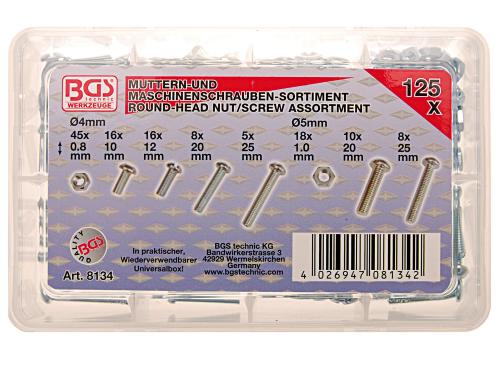 BGS
technic
WERKZEUGE
MUTTERN-UND
MASCHINENSCHRAUBEN-SORTIMENT
ROUND-HEAD NUT/SCREW ASSORTMENT
125
X
Ø4mm Ø5mm
45x 16x 16x 8x 5x 18x 10x 8x
0.8 10 12 20 25 1.0 20 25
mm mm mm mm mm mm mm mm
QUALITY
BGS
In praktischer,
Wiederverwendbarer
Universalbox!
BGS technic KG
Bandwirkerstrasse 3
42929 Wermelskirchen
Germany
www.bgstechnic.com
Art. 8134
4 026947 081342